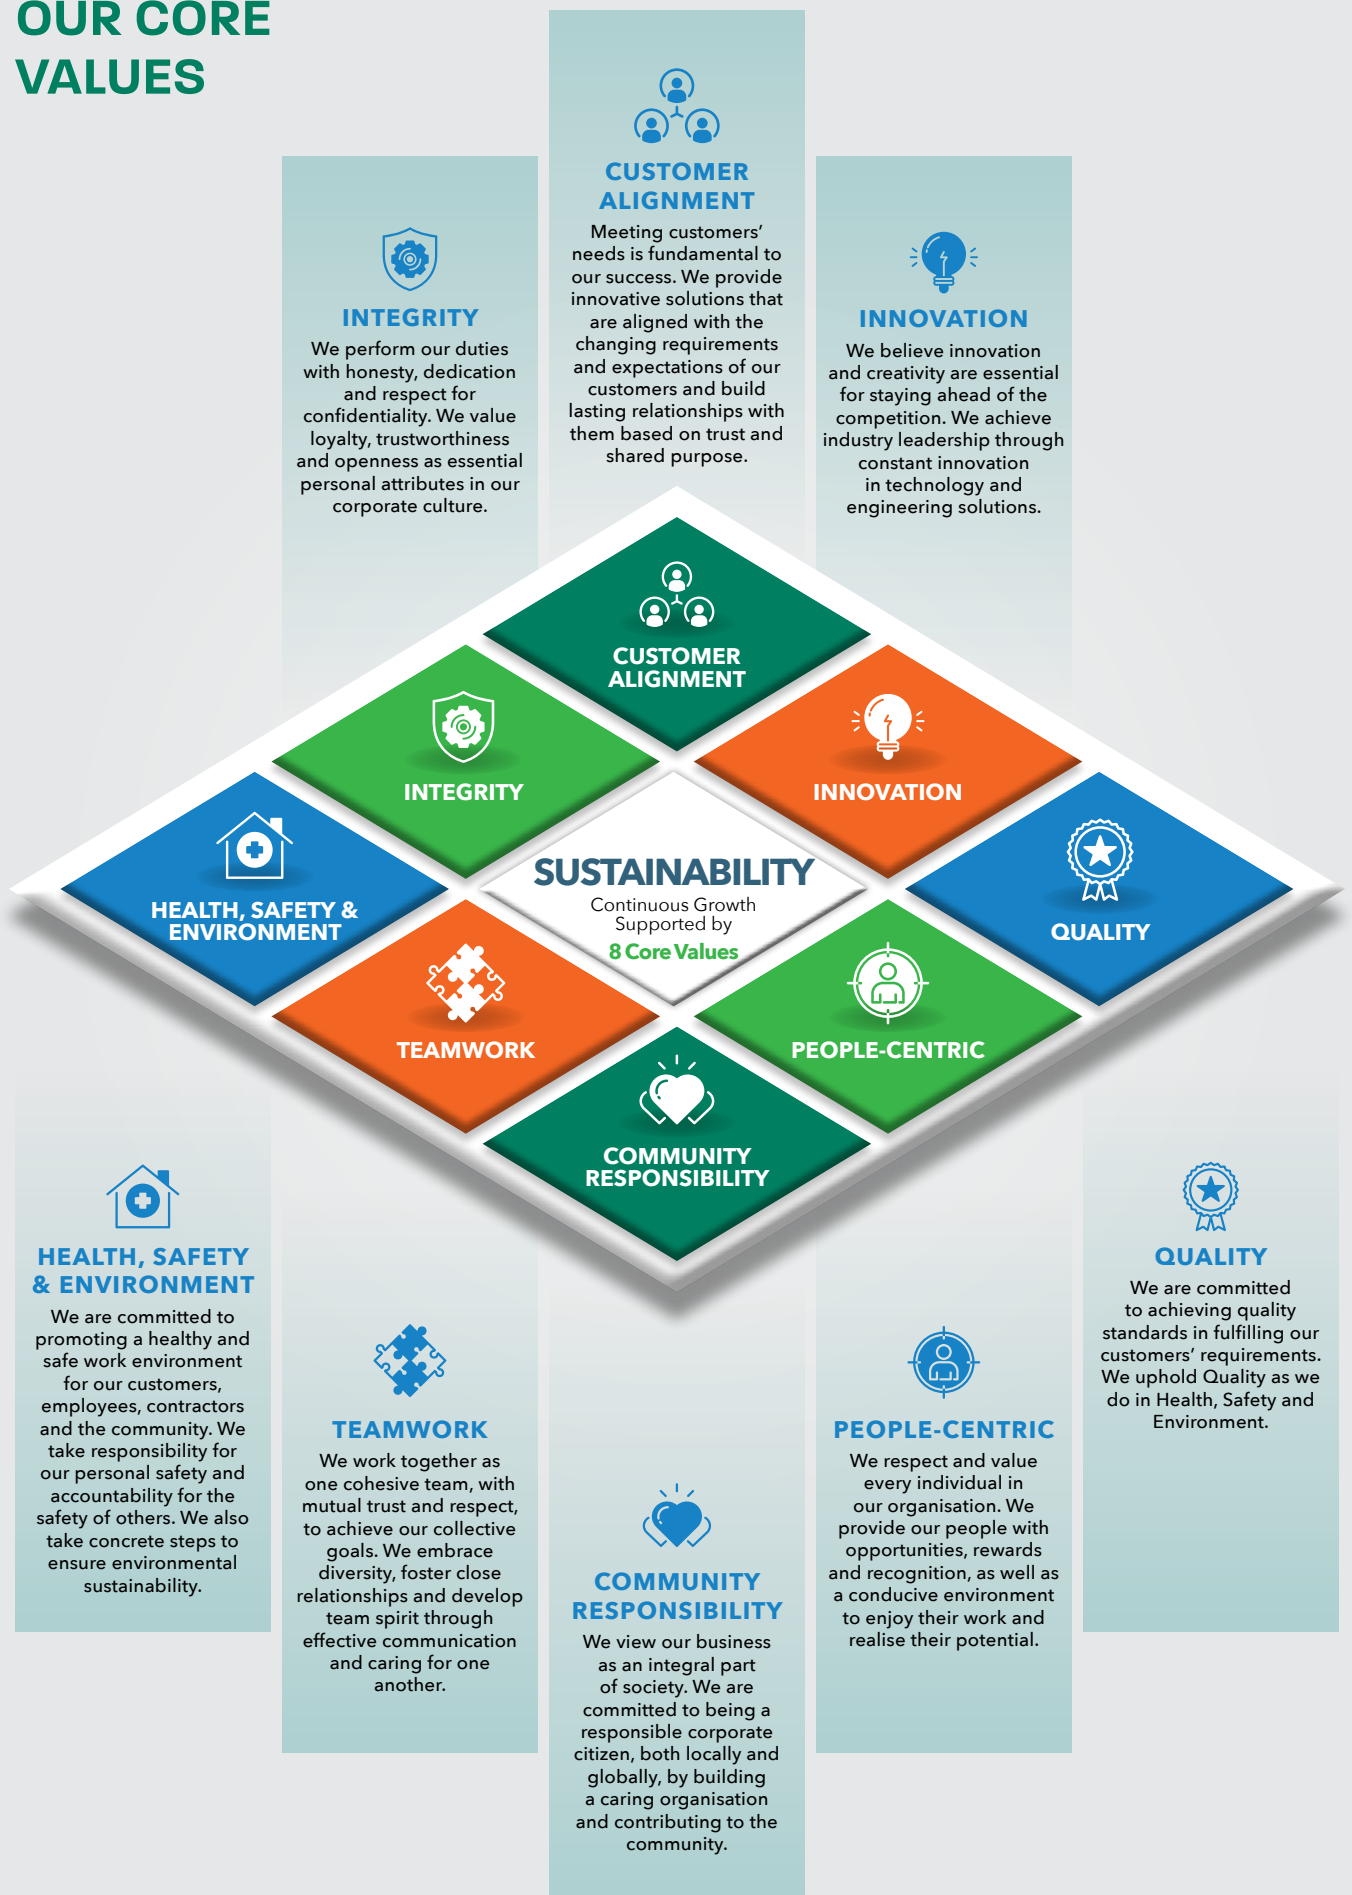 OUR CORE
VALUES
CUSTOMER
ALIGNMENT
Meeting customers’
needs is fundamental to
our success. We provide
innovative solutions that
are aligned with the
changing requirements
and expectations of our
customers and build
lasting relationships with
them based on trust and
shared purpose.
INTEGRITY
We perform our duties
with honesty, dedication
and respect for
confidentiality. We value
loyalty, trustworthiness
and openness as essential
personal attributes in our
corporate culture.
INNOVATION
We believe innovation
and creativity are essential
for staying ahead of the
competition. We achieve
industry leadership through
constant innovation
in technology and
engineering solutions.
CUSTOMER
ALIGNMENT
INTEGRITY
INNOVATION
HEALTH, SAFETY &
ENVIRONMENT
SUSTAINABILITY
Continuous Growth
Supported by
8 Core Values
QUALITY
TEAMWORK
PEOPLE-CENTRIC
COMMUNITY
RESPONSIBILITY
HEALTH, SAFETY
& ENVIRONMENT
We are committed to
promoting a healthy and
safe work environment
for our customers,
employees, contractors
and the community. We
take responsibility for
our personal safety and
accountability for the
safety of others. We also
take concrete steps to
ensure environmental
sustainability.
TEAMWORK
We work together as
one cohesive team, with
mutual trust and respect,
to achieve our collective
goals. We embrace
diversity, foster close
relationships and develop
team spirit through
effective communication
and caring for one
another.
COMMUNITY
RESPONSIBILITY
We view our business
as an integral part
of society. We are
committed to being a
responsible corporate
citizen, both locally and
globally, by building
a caring organisation
and contributing to the
community.
PEOPLE-CENTRIC
We respect and value
every individual in
our organisation. We
provide our people with
opportunities, rewards
and recognition, as well as
a conducive environment
to enjoy their work and
realise their potential.
QUALITY
We are committed
to achieving quality
standards in fulfilling our
customers’ requirements.
We uphold Quality as we
do in Health, Safety and
Environment.